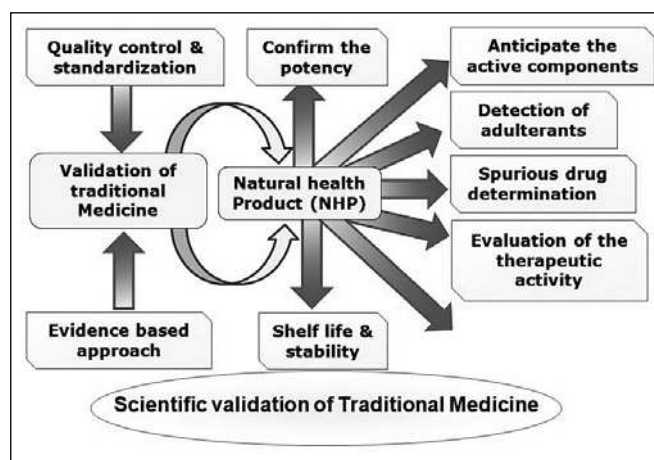 Quality control &
standardization
Confirm the
potency
Anticipate the
active components
Detection of
adulterants
Validation of
traditional
Medicine
Natural health
Product (NHP)
Spurious drug
determination
Evaluation of the
therapeutic
activity
Evidence based
approach
Shelf life &
stability
Scientific validation of Traditional Medicine